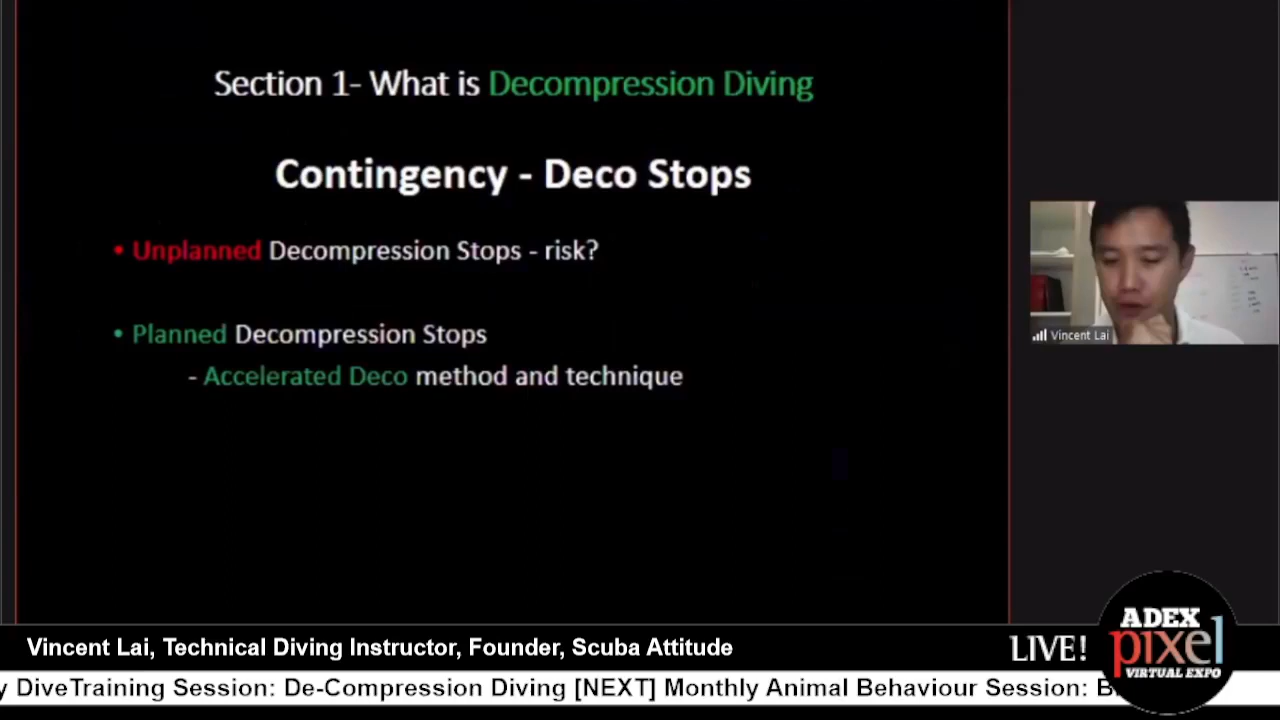 Section 1- What is Decompression Diving
Contingency - Deco Stops
• Unplanned Decompression Stops - risk?
• Planned Decompression Stops
- Accelerated Deco method and technique
Vincent Lai
Vincent Lai, Technical Diving Instructor, Founder, Scuba Attitude
LIVE!
ADEX
pixel
VIRTUAL EXPO
y DiveTraining Session: De-Compression Diving [NEXT] Monthly Animal Behaviour Session: